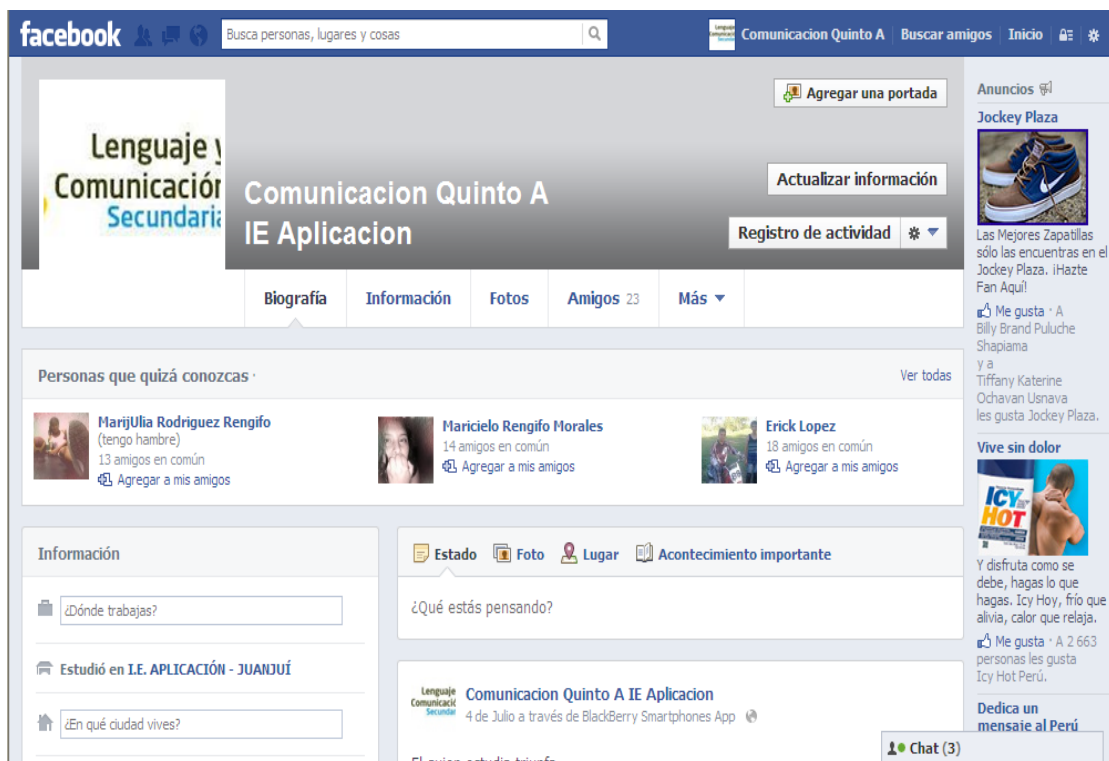 facebook
Busca personas, lugares y cosas
Comunicacion Quinto A
Buscar amigos
Inicio
Lenguaje y
Comunicación
Secundaria
Comunicacion Quinto A
IE Aplicacion
Agregar una portada
Actualizar información
Registro de actividad
Biografía
Información
Fotos
Amigos 23
Más
Personas que quizá conozcas ·
Ver todas
MarijUlia Rodriguez Rengifo
(tengo hambre)
13 amigos en común
Agregar a mis amigos
Maricielo Rengifo Morales
14 amigos en común
Agregar a mis amigos
Erick Lopez
18 amigos en común
Agregar a mis amigos
Información
¿Dónde trabajas?
Estudió en I.E. APLICACIÓN - JUANJUÍ
¿En qué ciudad vives?
Estado
Foto
Lugar
Acontecimiento importante
¿Qué estás pensando?
Lenguaje
Comunicació
Secundar
Comunicacion Quinto A IE Aplicacion
4 de Julio a través de BlackBerry Smartphones App
El quien estudia triunfa
Anuncios
Jockey Plaza
Las Mejores Zapatillas
sólo las encuentras en el
Jockey Plaza. ¡Hazte
Fan Aquí!
Me gusta · A
Billy Brand Puluche
Shapiama
y a
Tiffany Katerine
Ochavan Usnava
les gusta Jockey Plaza.
Vive sin dolor
ICY
HOT
Y disfruta como se
debe, hagas lo que
hagas. Icy Hoy, frío que
alivia, calor que relaja.
Me gusta · A 2 663
personas les gusta
Icy Hot Perú.
Dedica un
mensaje al Perú
Chat (3)